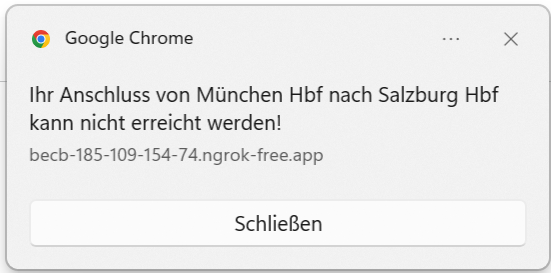 Google Chrome
Ihr Anschluss von München Hbf nach Salzburg Hbf
kann nicht erreicht werden!
becb-185-109-154-74.ngrok-free.app
Schließen